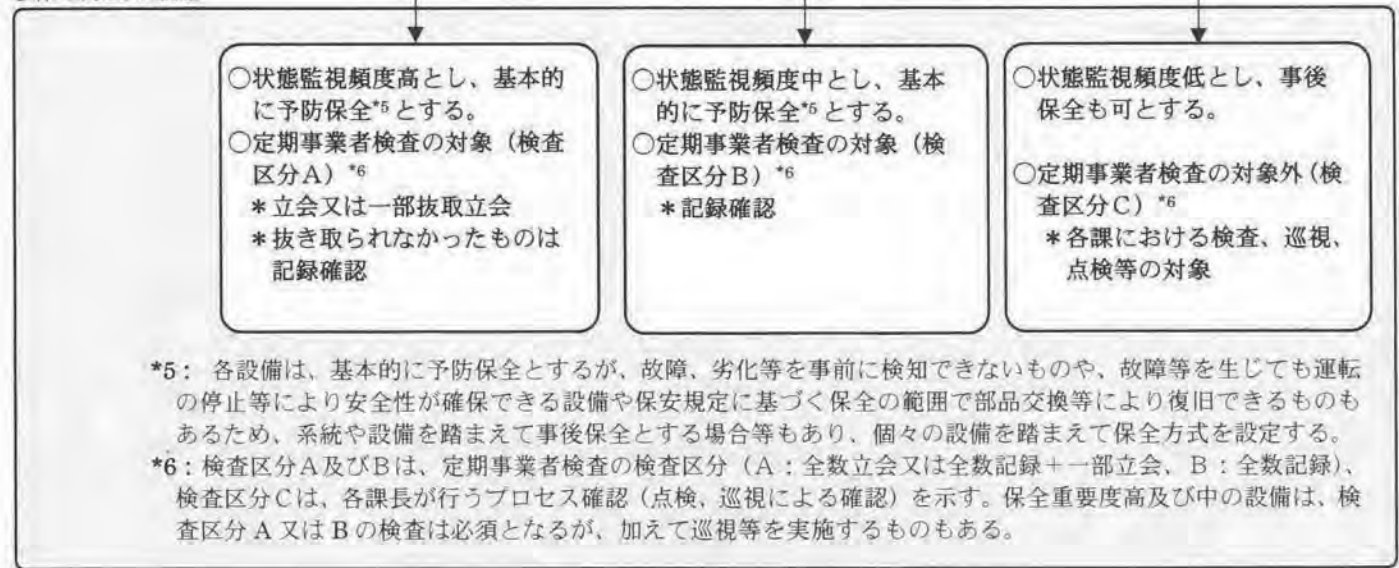 ○状態監視頻度高とし、基本的
に予防保全*5とする。
○定期事業者検査の対象（検査
区分A）*6
＊立会又は一部抜取立会
＊抜き取られなかったものは
記録確認
○状態監視頻度中とし、基本
的に予防保全*5とする。
○定期事業者検査の対象（検
査区分B）*6
＊記録確認
○状態監視頻度低とし、事後
保全も可とする。
○定期事業者検査の対象外（検
査区分C）*6
＊各課における検査、巡視、
点検等の対象
*5： 各設備は、基本的に予防保全とするが、故障、劣化等を事前に検知できないものや、故障等を生じても運転
の停止等により安全性が確保できる設備や保安規定に基づく保全の範囲で部品交換等により復旧できるものも
あるため、系統や設備を踏まえて事後保全とする場合等もあり、個々の設備を踏まえて保全方式を設定する。
*6：検査区分A及びBは、定期事業者検査の検査区分（A：全数立会又は全数記録＋一部立会、B：全数記録）、
検査区分Cは、各課長が行うプロセス確認（点検、巡視による確認）を示す。保全重要度高及び中の設備は、検
査区分 A 又は B の検査は必須となるが、加えて巡視等を実施するものもある。